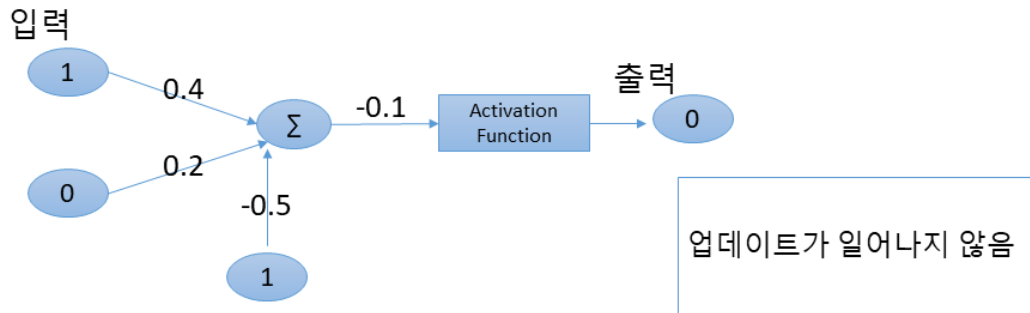 입력
1
0.4
0
0.2
Σ
-0.5
1
-0.1
Activation
Function
출력
0
업데이트가 일어나지 않음